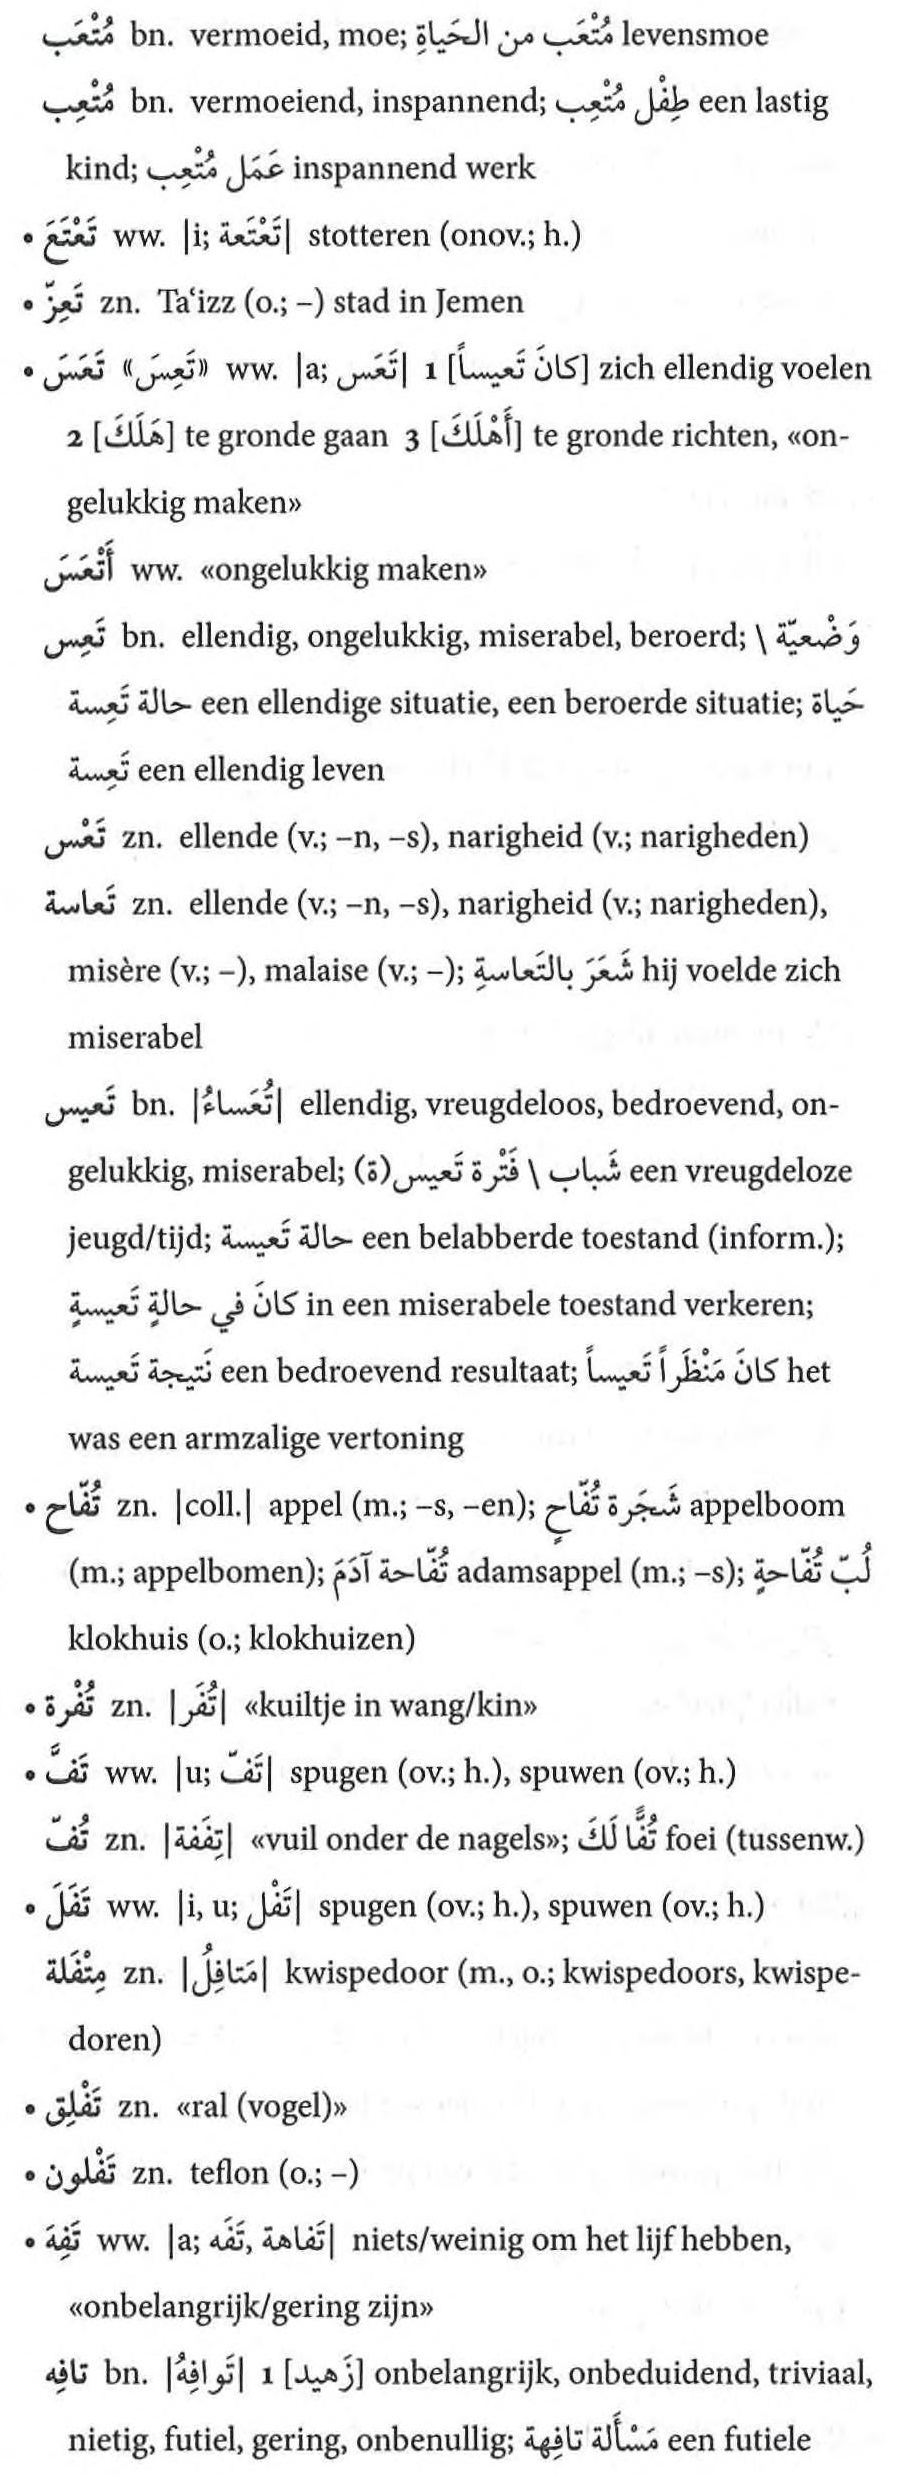 مُتْعَب bn. vermoeid, moe; مُتْعَب من الحَياةِ levensmoe
مُتْعِب bn. vermoeiend, inspannend; طِفْل مُتْعِب een lastig
kind; عَمَل مُتْعِب inspannend werk
• تَعْتَعَ ww. |i; تَعْتَعة| stotteren (onov.; h.)
• تَعِزّ zn. Taʻizz (o.; –) stad in Jemen
• تَعَسَ «تَعِسَ» ww. |a; تَعَس| 1 [كانَ تَعيساً] zich ellendig voelen
2 [هَلَكَ] te gronde gaan 3 [أَهْلَكَ] te gronde richten, «on-
gelukkig maken»
أَتْعَسَ ww. «ongelukkig maken»
تَعِس bn. ellendig, ongelukkig, miserabel, beroerd; وَضْعيّة \
حالة تَعِسة een ellendige situatie, een beroerde situatie; حَياة
تَعِسة een ellendig leven
تَعْس zn. ellende (v.; –n, –s), narigheid (v.; narigheden)
تَعاسة zn. ellende (v.; –n, –s), narigheid (v.; narigheden),
misère (v.; –), malaise (v.; –); شَعَرَ بالتَعاسةِ hij voelde zich
miserabel
تَعيس bn. |تُعَساءُ| ellendig, vreugdeloos, bedroevend, on-
gelukkig, miserabel; شَباب \ فَتْرة تَعيس(ة) een vreugdeloze
jeugd/tijd; حالة تَعيسة een belabberde toestand (inform.);
كانَ في حالةٍ تَعيسةٍ in een miserabele toestand verkeren;
نَتيجة تَعيسة een bedroevend resultaat; كانَ مَنْظَراً تَعيساً het
was een armzalige vertoning
• تُفّاح zn. |coll.| appel (m.; –s, –en); شَجَرة تُفّاحٍ appelboom
(m.; appelbomen); تُفّاحة آدَمَ adamsappel (m.; –s); لُبّ تُفّاحةٍ
klokhuis (o.; klokhuizen)
• تُفْرة zn. |تُفَر| «kuiltje in wang/kin»
• تَفَّ ww. |u; تَفّ| spugen (ov.; h.), spuwen (ov.; h.)
تُفّ zn. |تِفَفة| «vuil onder de nagels»; تُفًّا لَكَ foei (tussenw.)
• تَفَلَ ww. |i, u; تَفْل| spugen (ov.; h.), spuwen (ov.; h.)
مِتْفَلة zn. |مَتافِلُ| kwispedoor (m., o.; kwispedoors, kwispe-
doren)
• تَفْلِق zn. «ral (vogel)»
• تَفْلون zn. teflon (o.; –)
• تَفِهَ ww. |a; تَفَه, تَفاهة| niets/weinig om het lijf hebben,
«onbelangrijk/gering zijn»
تافِه bn. |تَوافِهُ| 1 [زَهيد] onbelangrijk, onbeduidend, triviaal,
nietig, futiel, gering, onbenullig; مَسْأَلة تافِهة een futiele